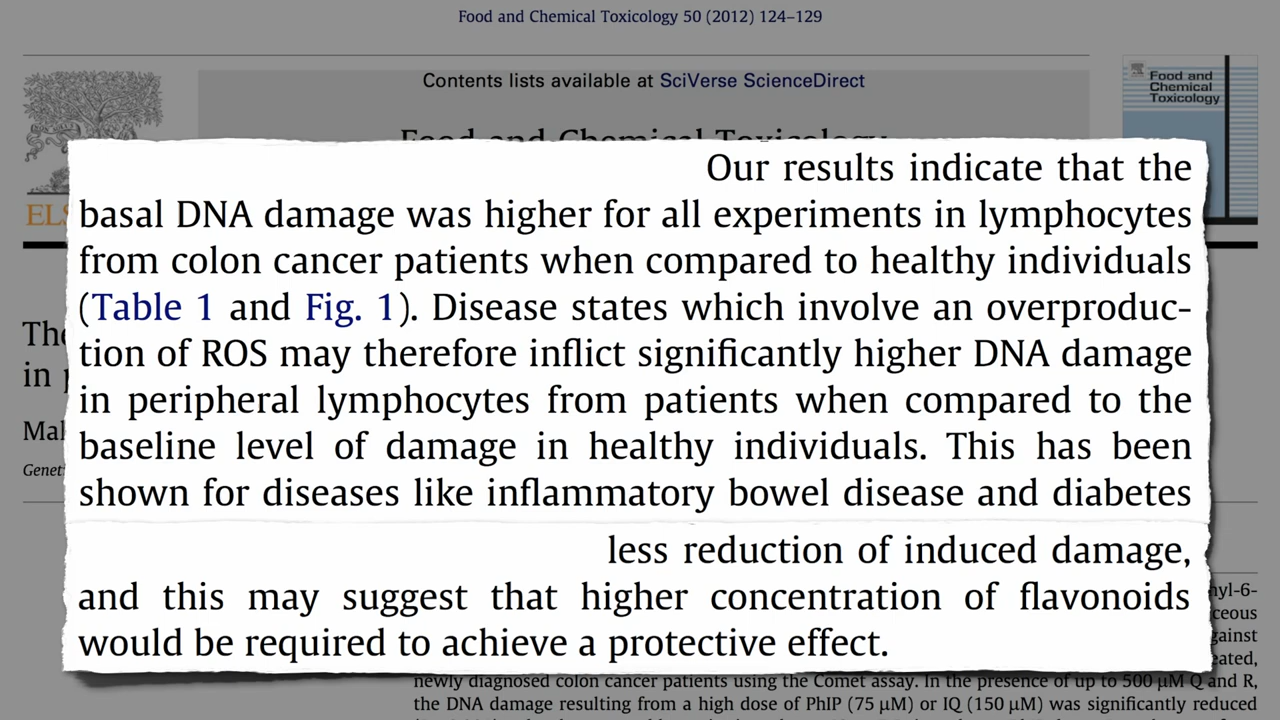 Food and Chemical Toxicology 50 (2012) 124–129
Contents lists available at SciVerse ScienceDirect
Food and Chemical Toxicology
Food and
Chemical
Toxicology
Our results indicate that the
basal DNA damage was higher for all experiments in lymphocytes
from colon cancer patients when compared to healthy individuals
(Table 1 and Fig. 1). Disease states which involve an overproduc-
tion of ROS may therefore inflict significantly higher DNA damage
in peripheral lymphocytes from patients when compared to the
baseline level of damage in healthy individuals. This has been
shown for diseases like inflammatory bowel disease and diabetes
less reduction of induced damage,
and this may suggest that higher concentration of flavonoids
would be required to achieve a protective effect.
The
in
newly diagnosed colon cancer patients using the Comet assay. In the presence of up to 500 μM Q and R,
the DNA damage resulting from a high dose of PhIP (75 μM) or IQ (150 μM) was significantly reduced